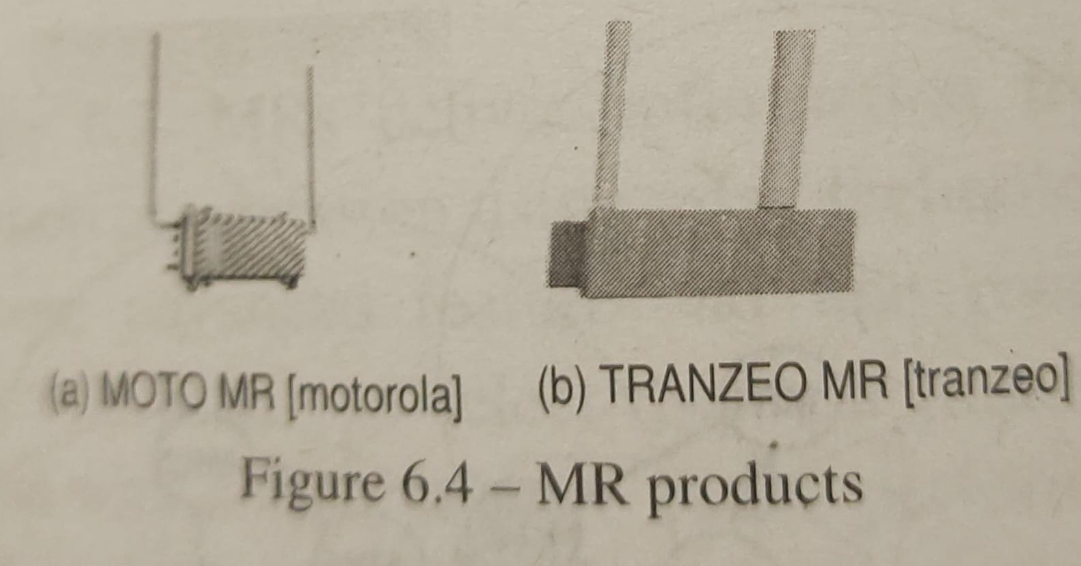 (a) MOTO MR [motorola] (b) TRANZEO MR [tranzeo]
Figure 6.4 – MR products